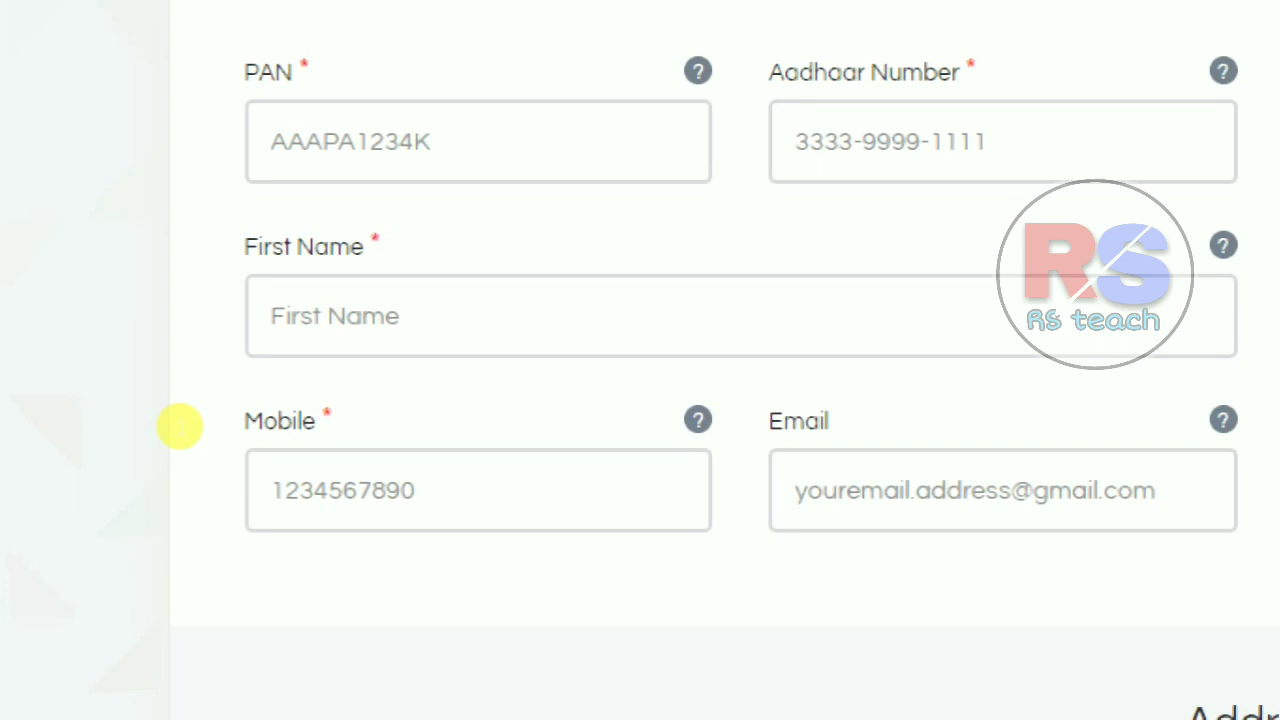 PAN * ? Aadhaar Number * ?
AAAPA1234K 3333-9999-1111
First Name * ?
First Name
RS
RS teach
Mobile * ? Email ?
1234567890 youremail.address@gmail.com